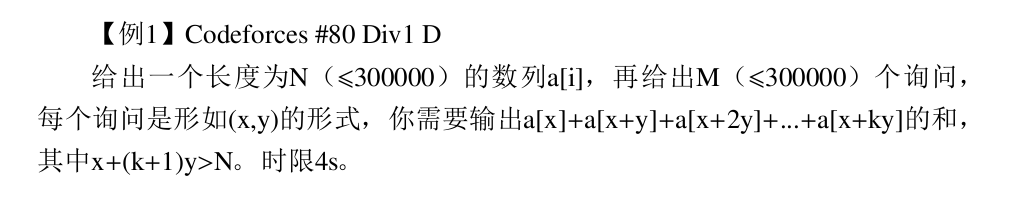 【例1】Codeforces #80 Div1 D
给出一个长度为N（≤300000）的数列a[i]，再给出M（≤300000）个询问，
每个询问是形如(x,y)的形式，你需要输出a[x]+a[x+y]+a[x+2y]+...+a[x+ky]的和，
其中x+(k+1)y>N。时限4s。